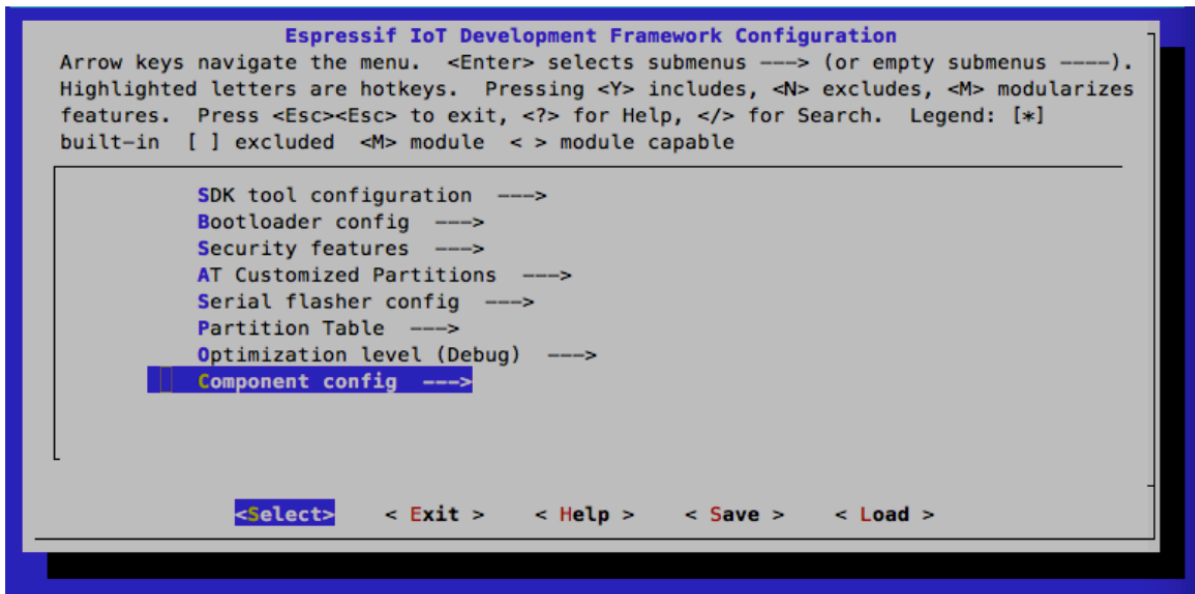 Espressif IoT Development Framework Configuration
Arrow keys navigate the menu.  <Enter> selects submenus ---> (or empty submenus ----).
Highlighted letters are hotkeys.  Pressing <Y> includes, <N> excludes, <M> modularizes
features.  Press <Esc><Esc> to exit, <?> for Help, </> for Search.  Legend: [*]
built-in  [ ] excluded  <M> module  < > module capable
SDK tool configuration  --->
Bootloader config  --->
Security features  --->
AT Customized Partitions  --->
Serial flasher config  --->
Partition Table  --->
Optimization level (Debug)  --->
Component config  --->
<Select>    < Exit >    < Help >    < Save >    < Load >